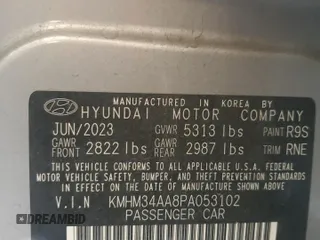 MANUFACTURED IN KOREA BY
HYUNDAI MOTOR COMPANY
JUN/2023 GVWR 5313 lbs PAINT R9S
GAWR FRONT 2822 lbs GAWR REAR 2987 lbs TRIM RNE
THIS VEHICLE CONFORMS TO ALL APPLICABLE U.S. FEDERAL
MOTOR VEHICLE SAFETY, BUMPER, AND THEFT PREVENTION
STANDARDS IN EFFECT ON THE DATE OF MANUFACTURE SHOWN ABOVE.
V.I.N KMHM34AA8PA053102
PASSENGER CAR